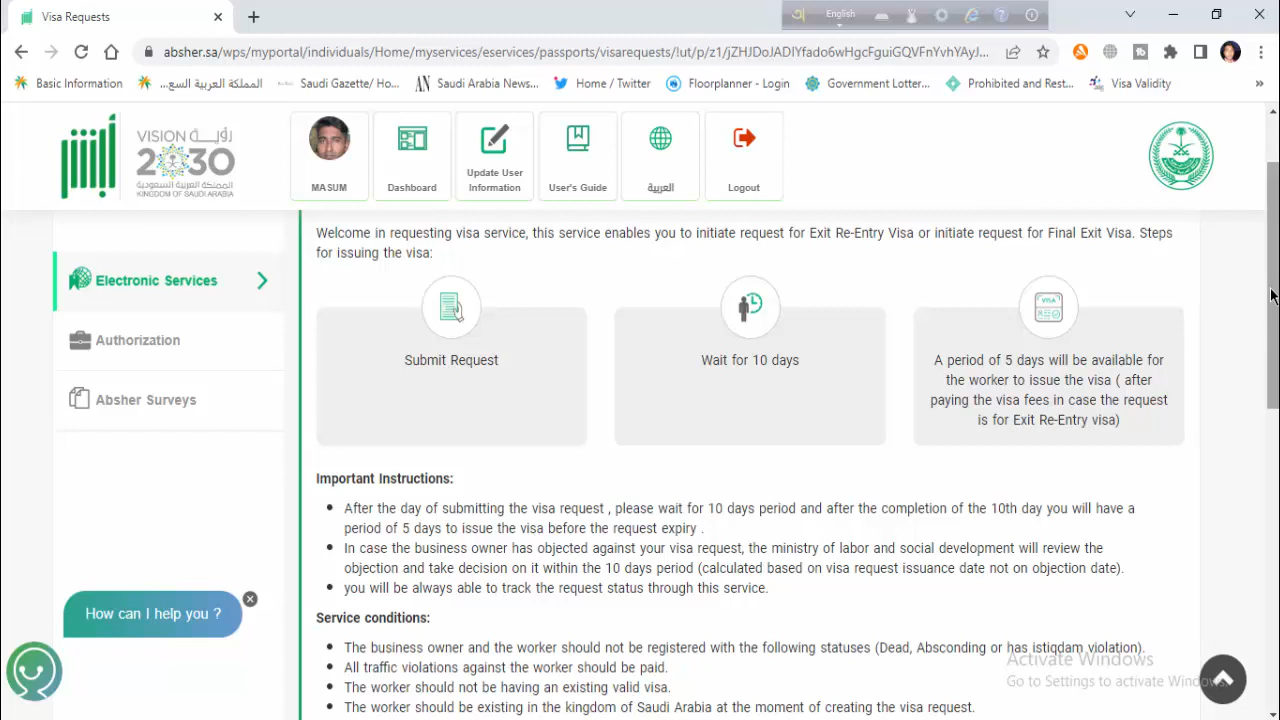 Visa Requests
English
absher.sa/wps/myportal/individuals/Home/myservices/eservices/passports/visarequests/!ut/p/z1/jZHDoJADIYfado6wHgcFguiGQVFnYvhYAyJ...
Basic Information
المملكة العربية السع...
Saudi Gazette/ Ho...
Saudi Arabia News...
Home / Twitter
Floorplanner - Login
Government Lotter...
Prohibited and Rest...
Visa Validity
»
أبشر
VISION رؤية
2030
المملكة العربية السعودية
KINGDOM OF SAUDI ARABIA
MASUM
Dashboard
Update User
Information
User's Guide
العربية
Logout
Welcome in requesting visa service, this service enables you to initiate request for Exit Re-Entry Visa or initiate request for Final Exit Visa. Steps
for issuing the visa:
Electronic Services
Authorization
Absher Surveys
Submit Request
Wait for 10 days
VISA
A period of 5 days will be available for
the worker to issue the visa ( after
paying the visa fees in case the request
is for Exit Re-Entry visa)
Important Instructions:
After the day of submitting the visa request , please wait for 10 days period and after the completion of the 10th day you will have a
period of 5 days to issue the visa before the request expiry .
In case the business owner has objected against your visa request, the ministry of labor and social development will review the
objection and take decision on it within the 10 days period (calculated based on visa request issuance date not on objection date).
you will be always able to track the request status through this service.
Service conditions:
The business owner and the worker should not be registered with the following statuses (Dead, Absconding or has istiqdam violation).
All traffic violations against the worker should be paid.
The worker should not be having an existing valid visa.
The worker should be existing in the kingdom of Saudi Arabia at the moment of creating the visa request.
How can I help you ?
Activate Windows
Go to Settings to activate Windows.